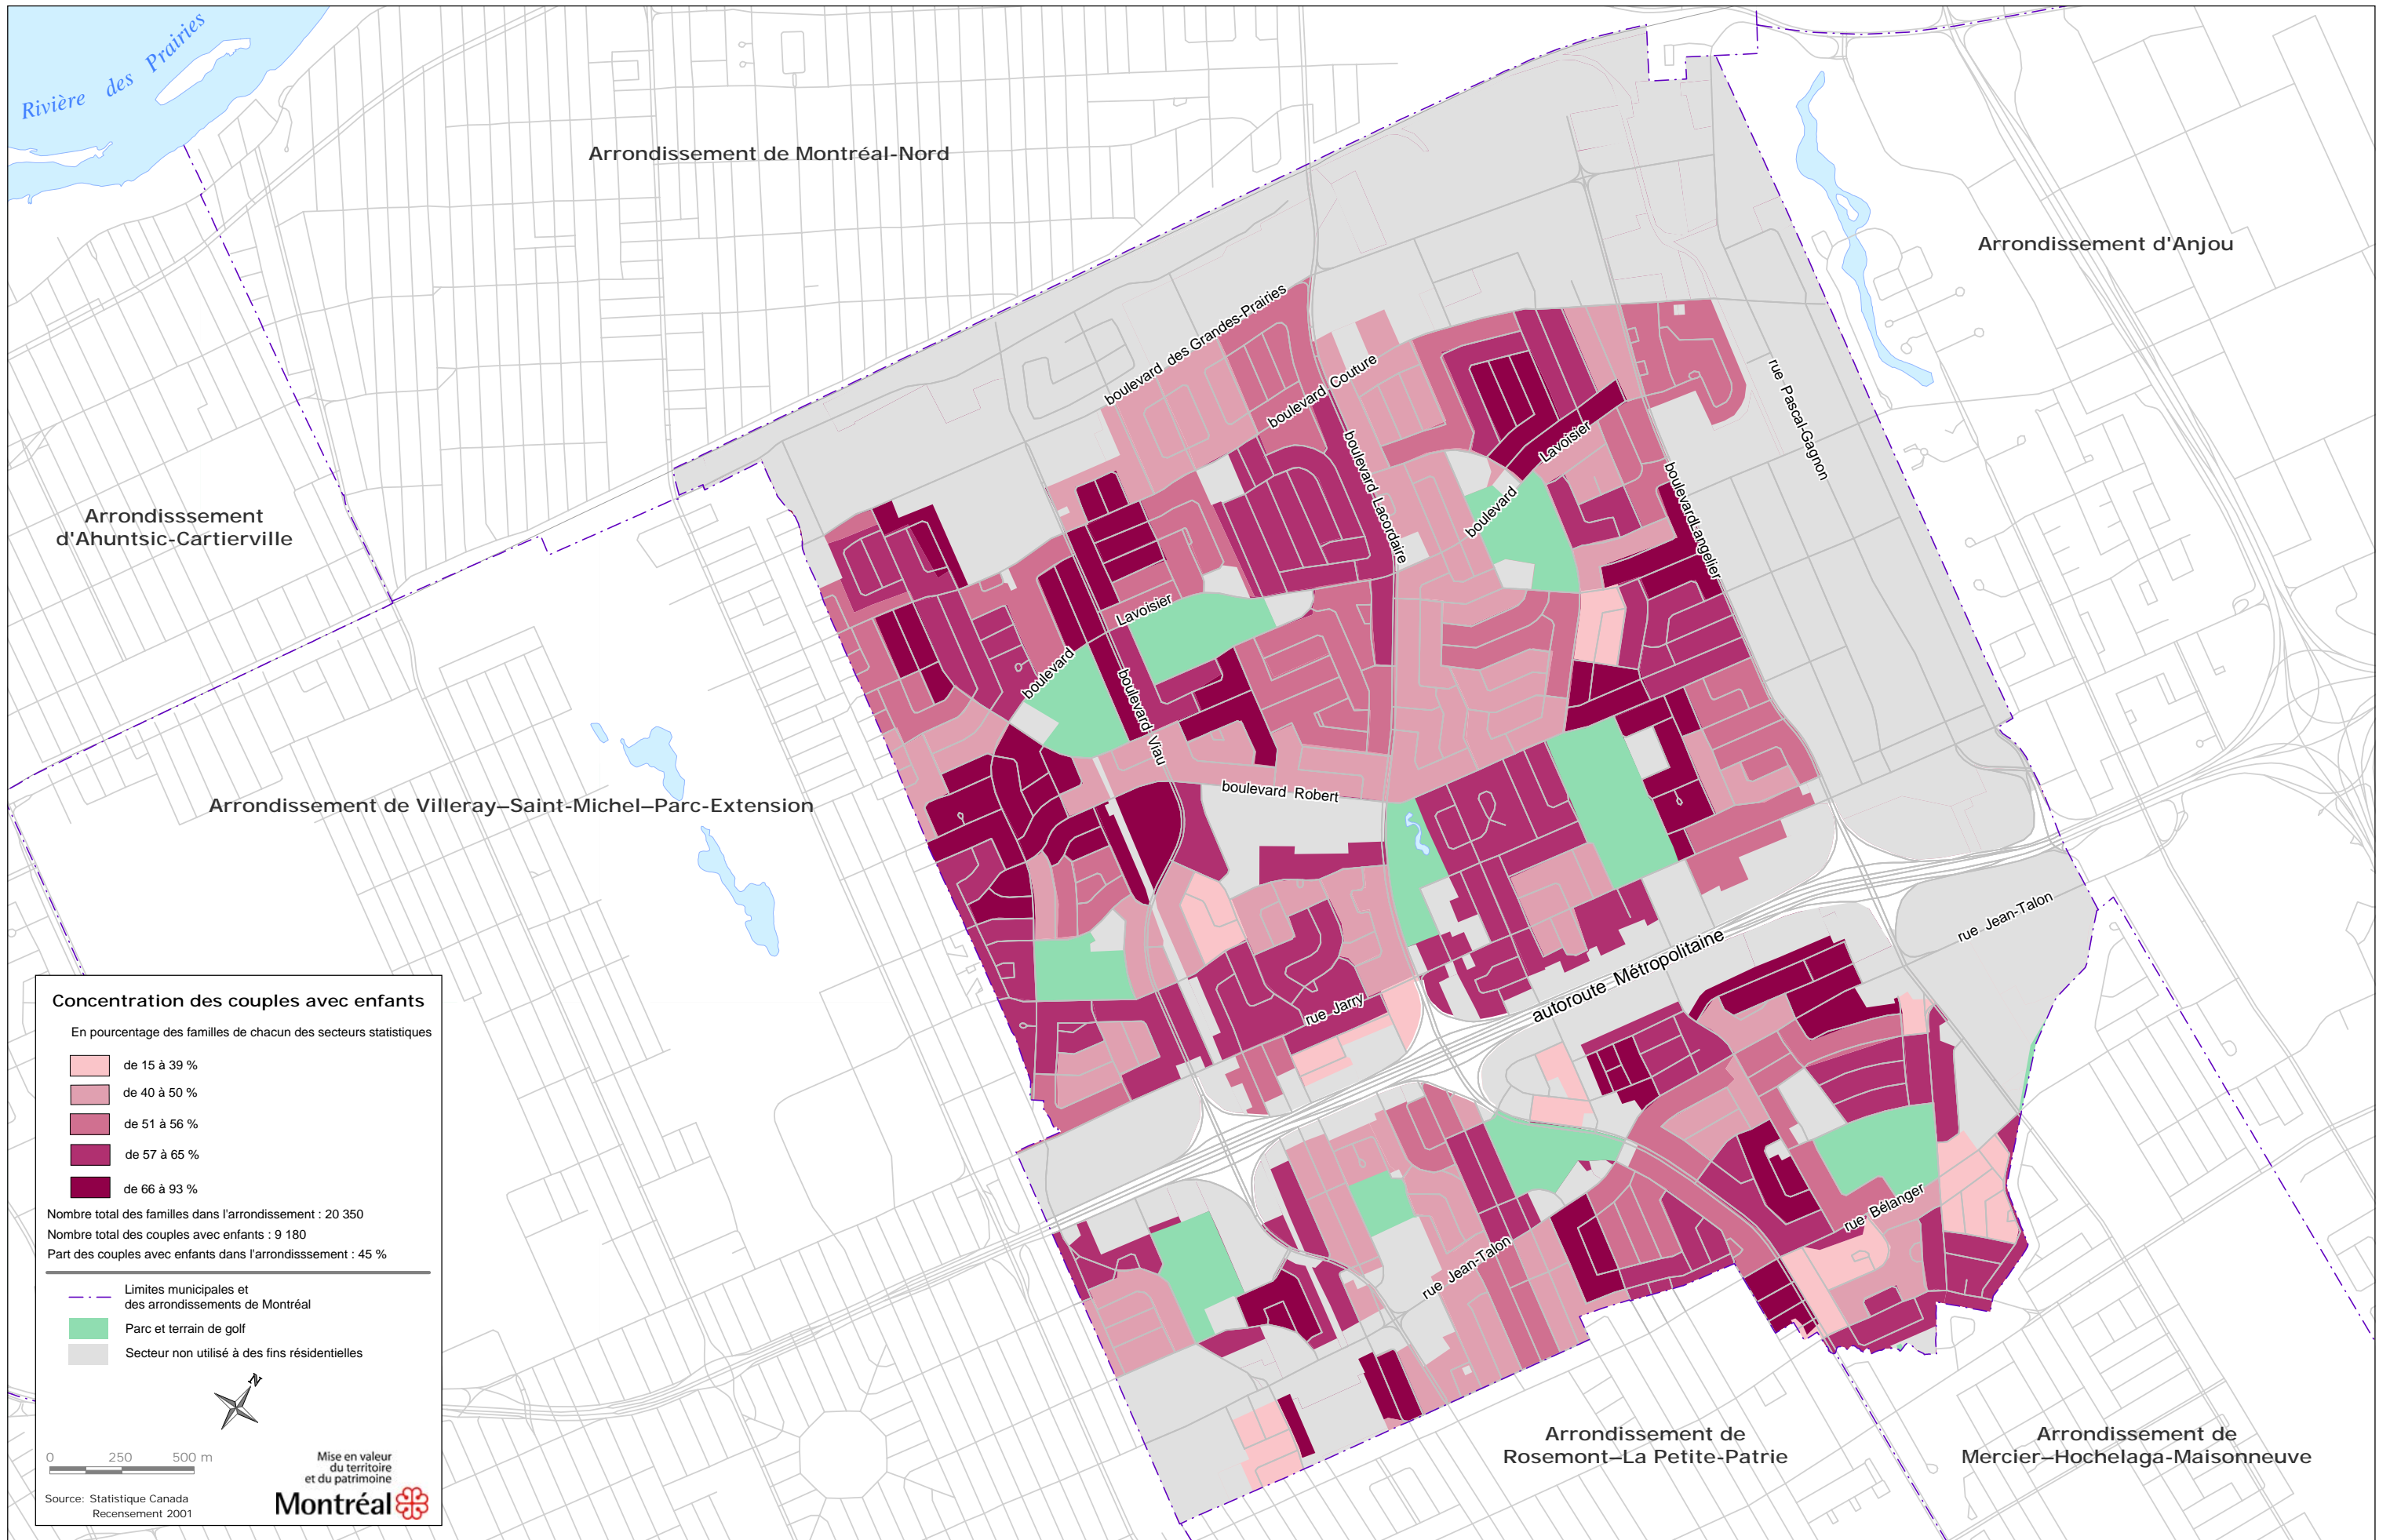 Rivière des Prairies
Arrondissement de Montréal-Nord
Arrondissement d'Anjou
Arrondisssement
d'Ahuntsic-Cartierville
Arrondissement de Villeray–Saint-Michel–Parc-Extension
boulevard des Grandes-Prairies
boulevard Couture
boulevard Lacordaire
boulevard Lavoisier
boulevard Langelier
rue Pascal-Gagnon
boulevard Lavoisier
boulevard Viau
boulevard Robert
rue Jarry
autoroute Métropolitaine
rue Jean-Talon
rue Jean-Talon
rue Bélanger
Arrondissement de
Rosemont–La Petite-Patrie
Arrondissement de
Mercier–Hochelaga-Maisonneuve
Concentration des couples avec enfants
En pourcentage des familles de chacun des secteurs statistiques
de 15 à 39 %
de 40 à 50 %
de 51 à 56 %
de 57 à 65 %
de 66 à 93 %
Nombre total des familles dans l'arrondissement : 20 350
Nombre total des couples avec enfants : 9 180
Part des couples avec enfants dans l'arrondisssement : 45 %
Limites municipales et
des arrondissements de Montréal
Parc et terrain de golf
Secteur non utilisé à des fins résidentielles
N
0 250 500 m
Mise en valeur
du territoire
et du patrimoine
Montréal
Source: Statistique Canada
Recensement 2001